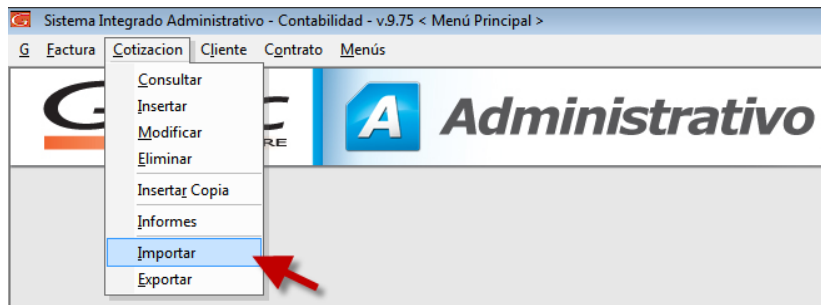 Sistema Integrado Administrativo - Contabilidad - v.9.75 < Menú Principal >
G Factura Cotizacion Cliente Contrato Menús
Administrativo
Consultar
Insertar
Modificar
Eliminar
Insertar Copia
Informes
Importar
Exportar